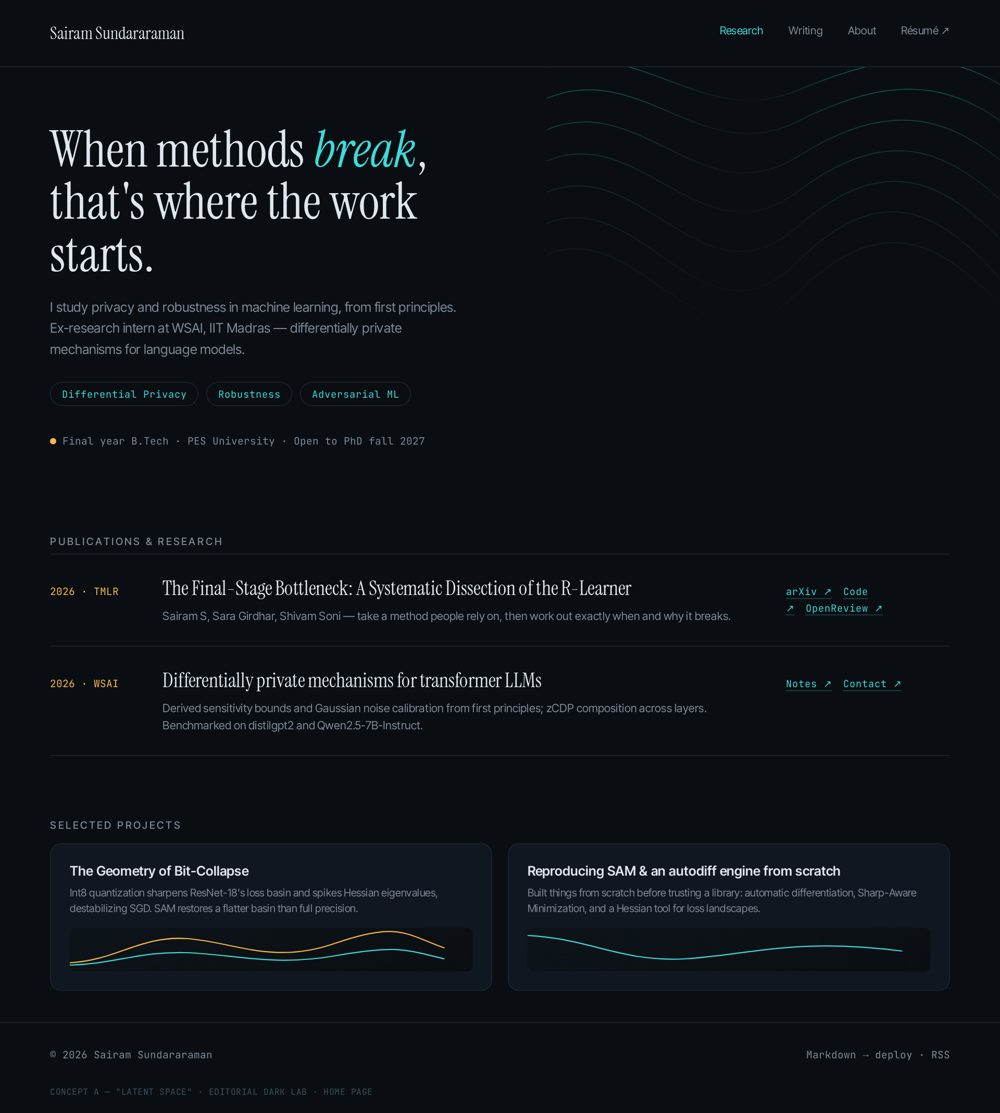 Sairam Sundararaman
Research Writing About Résumé ↗
When methods break,
that's where the work
starts.
I study privacy and robustness in machine learning, from first principles.
Ex-research intern at WSAI, IIT Madras — differentially private
mechanisms for language models.
Differential Privacy Robustness Adversarial ML
Final year B.Tech · PES University · Open to PhD fall 2027
PUBLICATIONS & RESEARCH
2026 · TMLR
The Final-Stage Bottleneck: A Systematic Dissection of the R-Learner
Sairam S, Sara Girdhar, Shivam Soni — take a method people rely on, then work out exactly when and why it breaks.
arXiv ↗ Code
↗ OpenReview ↗
2026 · WSAI
Differentially private mechanisms for transformer LLMs
Derived sensitivity bounds and Gaussian noise calibration from first principles; zCDP composition across layers.
Benchmarked on distilgpt2 and Qwen2.5-7B-Instruct.
Notes ↗ Contact ↗
SELECTED PROJECTS
The Geometry of Bit-Collapse
Int8 quantization sharpens ResNet-18's loss basin and spikes Hessian eigenvalues,
destabilizing SGD. SAM restores a flatter basin than full precision.
Reproducing SAM & an autodiff engine from scratch
Built things from scratch before trusting a library: automatic differentiation, Sharp-Aware
Minimization, and a Hessian tool for loss landscapes.
© 2026 Sairam Sundararaman
Markdown → deploy · RSS
CONCEPT A — "LATENT SPACE" · EDITORIAL DARK LAB · HOME PAGE